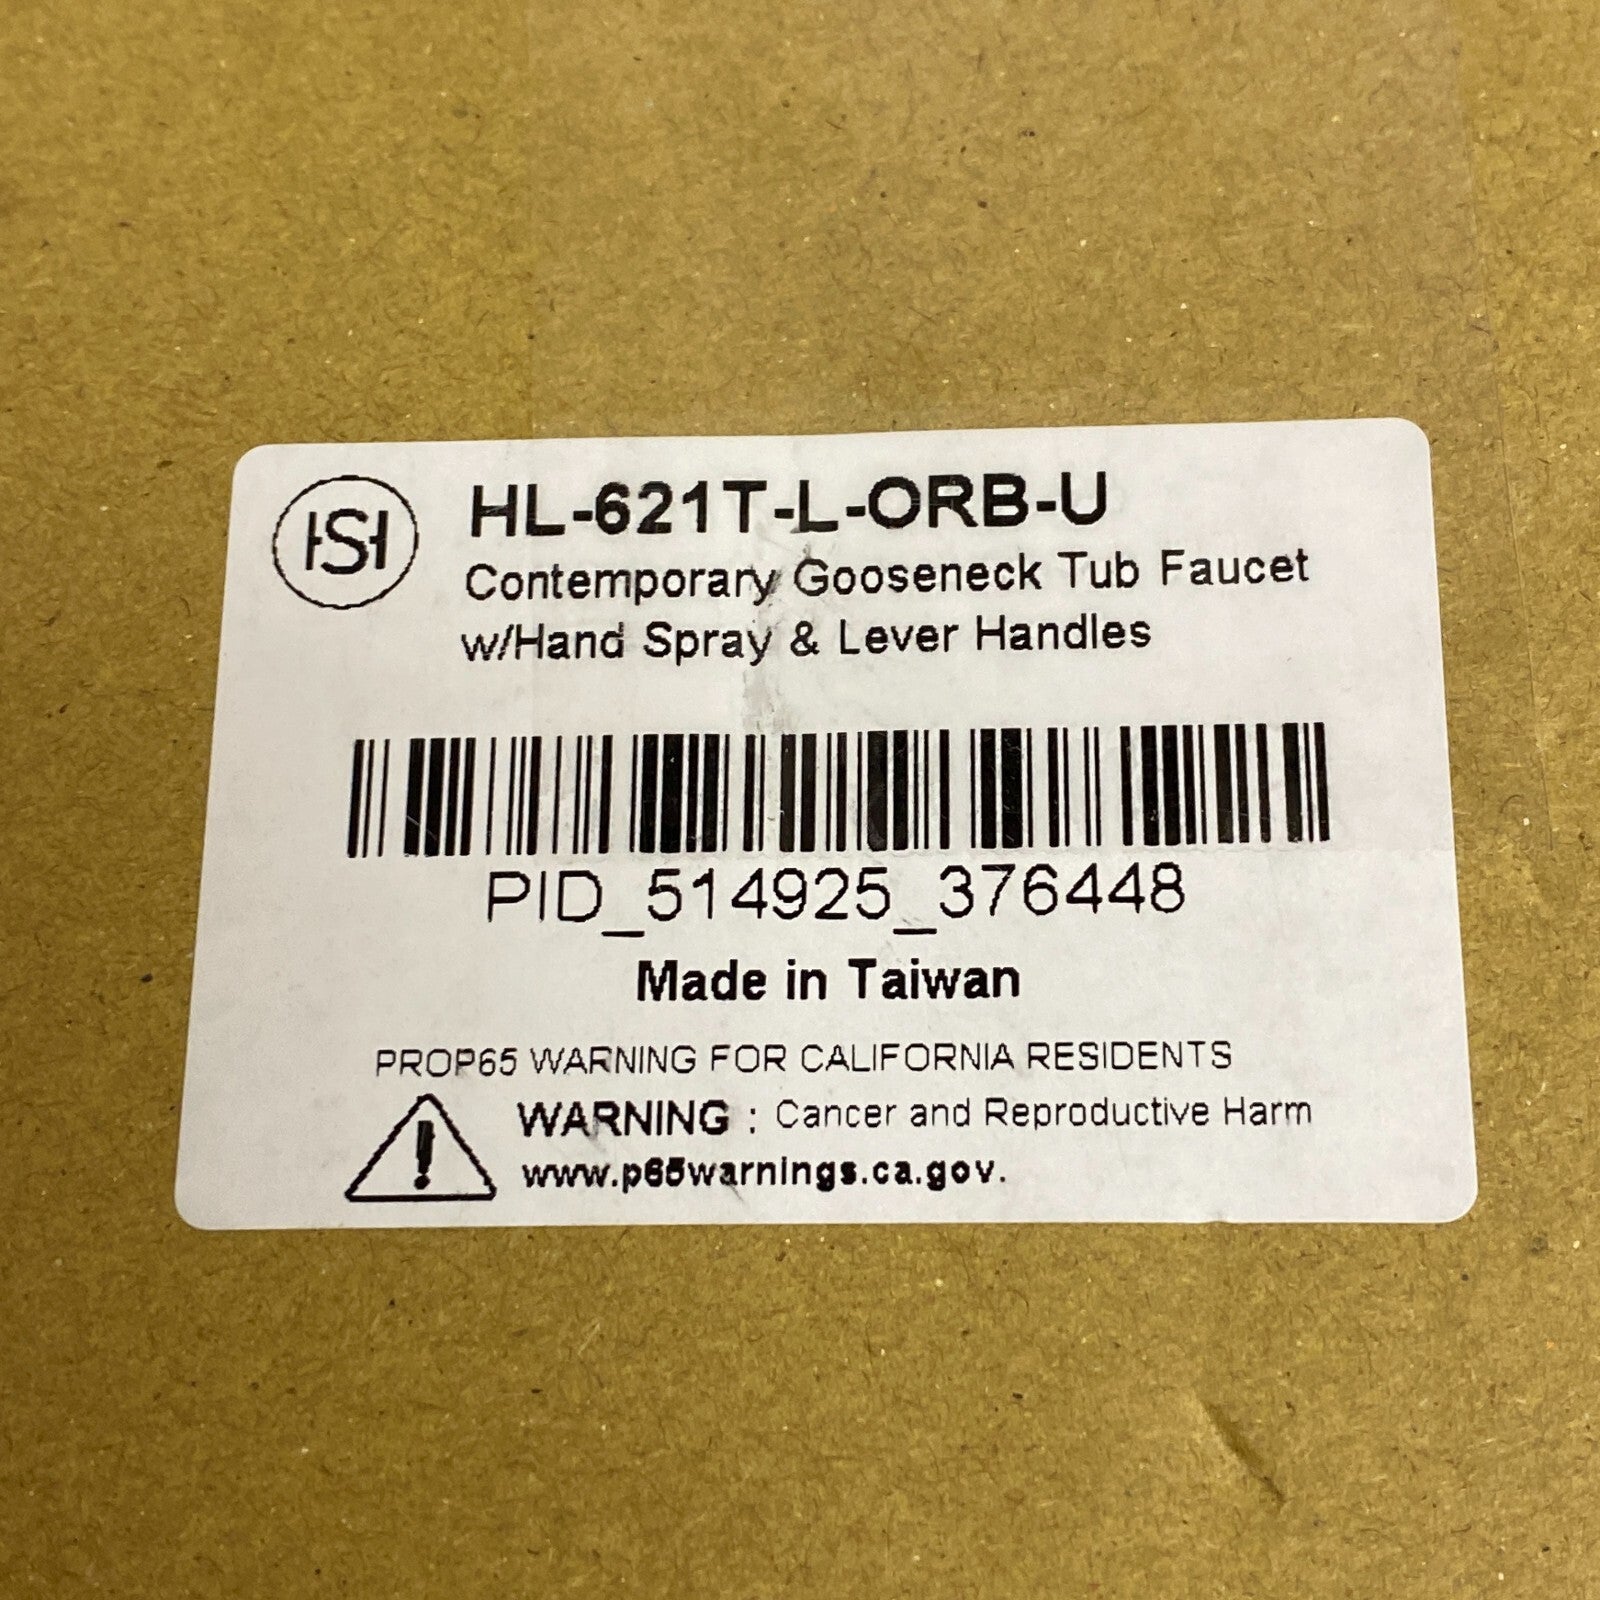 HSH
HL-621T-L-ORB-U
Contemporary Gooseneck Tub Faucet
w/Hand Spray & Lever Handles
PID_514925_376448
Made in Taiwan
PROP65 WARNING FOR CALIFORNIA RESIDENTS
WARNING : Cancer and Reproductive Harm
www.p65warnings.ca.gov.